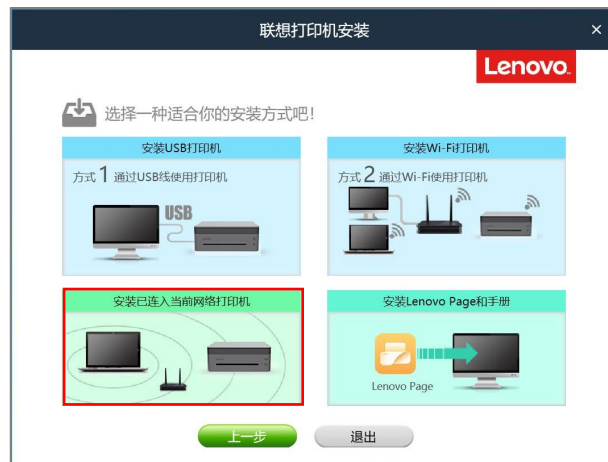 联想打印机安装
×
Lenovo.
选择一种适合你的安装方式吧!
安装USB打印机
方式 1 通过USB线使用打印机
USB
安装Wi-Fi打印机
方式 2 通过Wi-Fi使用打印机
安装已连入当前网络打印机
安装Lenovo Page和手册
Lenovo Page
上一步
退出